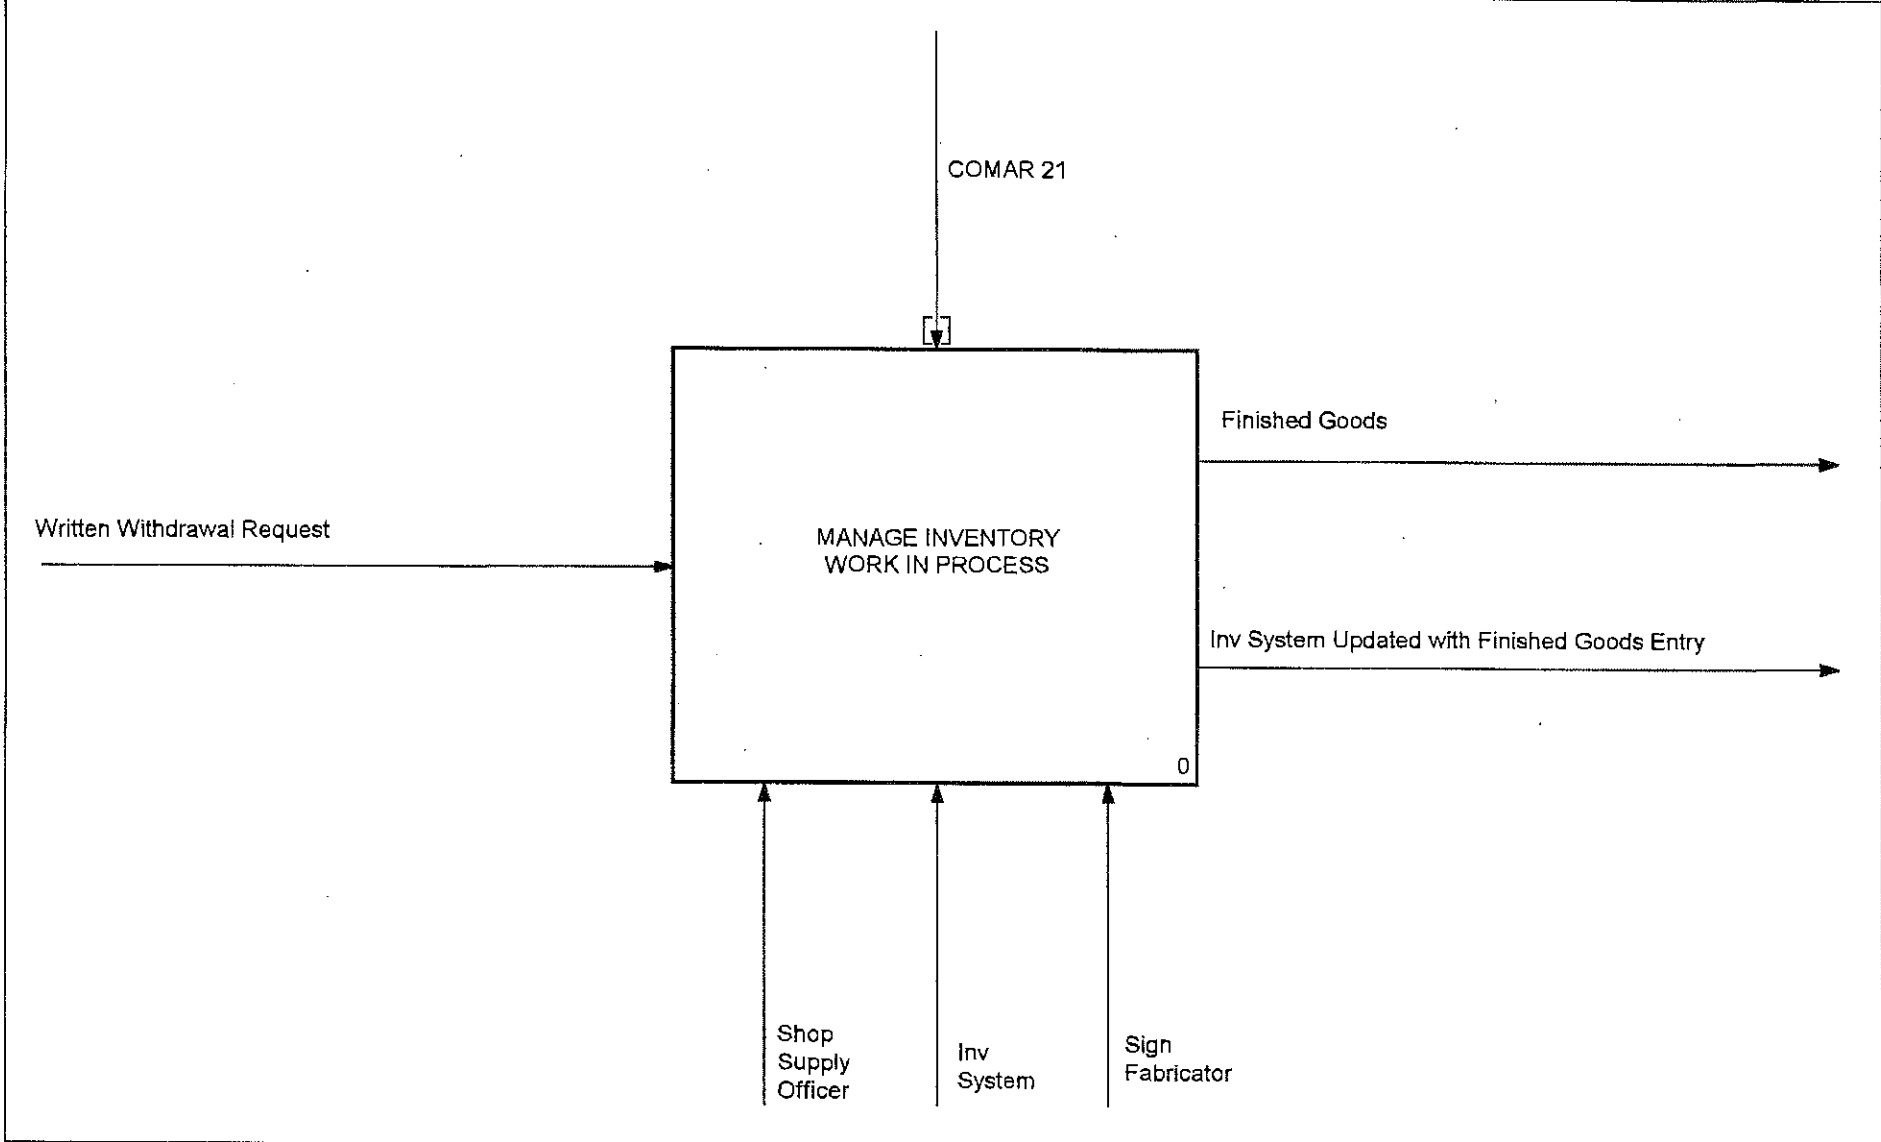 COMAR 21
Finished Goods
Written Withdrawal Request
MANAGE INVENTORY
WORK IN PROCESS
Inv System Updated with Finished Goods Entry
0
Shop
Supply
Officer
Inv
System
Sign
Fabricator